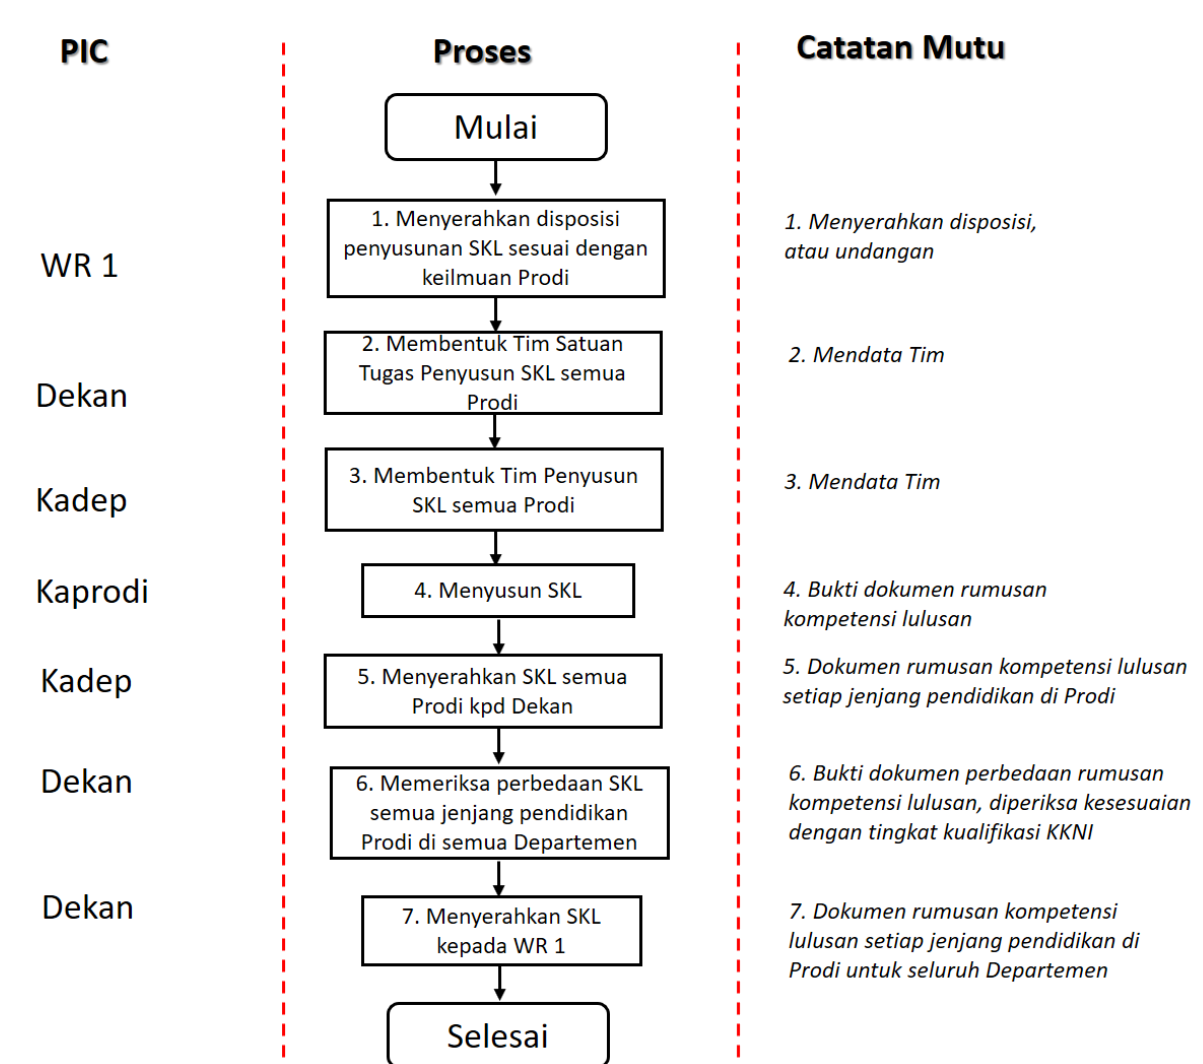 PIC
Proses
Catatan Mutu
Mulai
WR 1
1. Menyerahkan disposisi
penyusunan SKL sesuai dengan
keilmuan Prodi
1. Menyerahkan disposisi,
atau undangan
Dekan
2. Membentuk Tim Satuan
Tugas Penyusun SKL semua
Prodi
2. Mendata Tim
Kadep
3. Membentuk Tim Penyusun
SKL semua Prodi
3. Mendata Tim
Kaprodi
4. Menyusun SKL
4. Bukti dokumen rumusan
kompetensi lulusan
Kadep
5. Menyerahkan SKL semua
Prodi kpd Dekan
5. Dokumen rumusan kompetensi lulusan
setiap jenjang pendidikan di Prodi
Dekan
6. Memeriksa perbedaan SKL
semua jenjang pendidikan
Prodi di semua Departemen
6. Bukti dokumen perbedaan rumusan
kompetensi lulusan, diperiksa kesesuaian
dengan tingkat kualifikasi KKNI
Dekan
7. Menyerahkan SKL
kepada WR 1
7. Dokumen rumusan kompetensi
lulusan setiap jenjang pendidikan di
Prodi untuk seluruh Departemen
Selesai